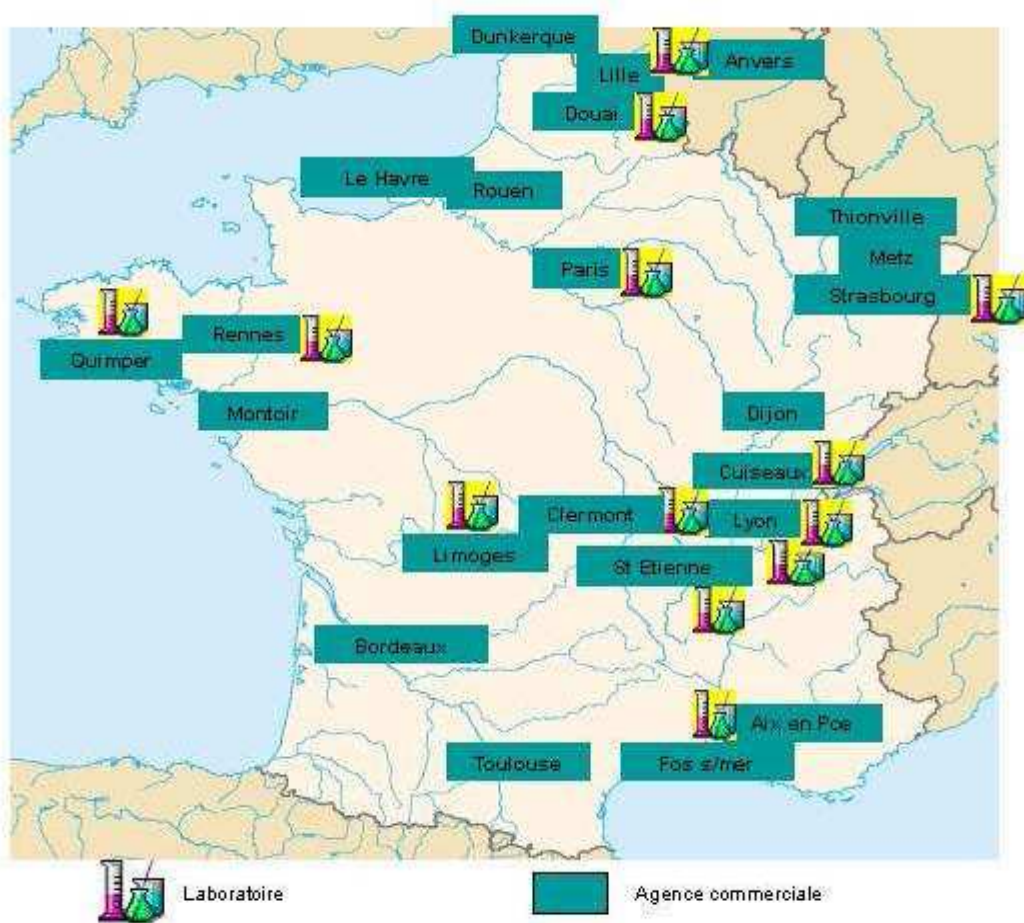 Dunkerque
Anvers
Lille
Douai
Le Havre
Rouen
Thionville
Metz
Paris
Strasbourg
Rennes
Quimper
Montoir
Dijon
Cuiseaux
Clermont
Lyon
Limoges
St Etienne
Bordeaux
Aix en Pce
Toulouse
Fos s/mer
Laboratoire
Agence commerciale